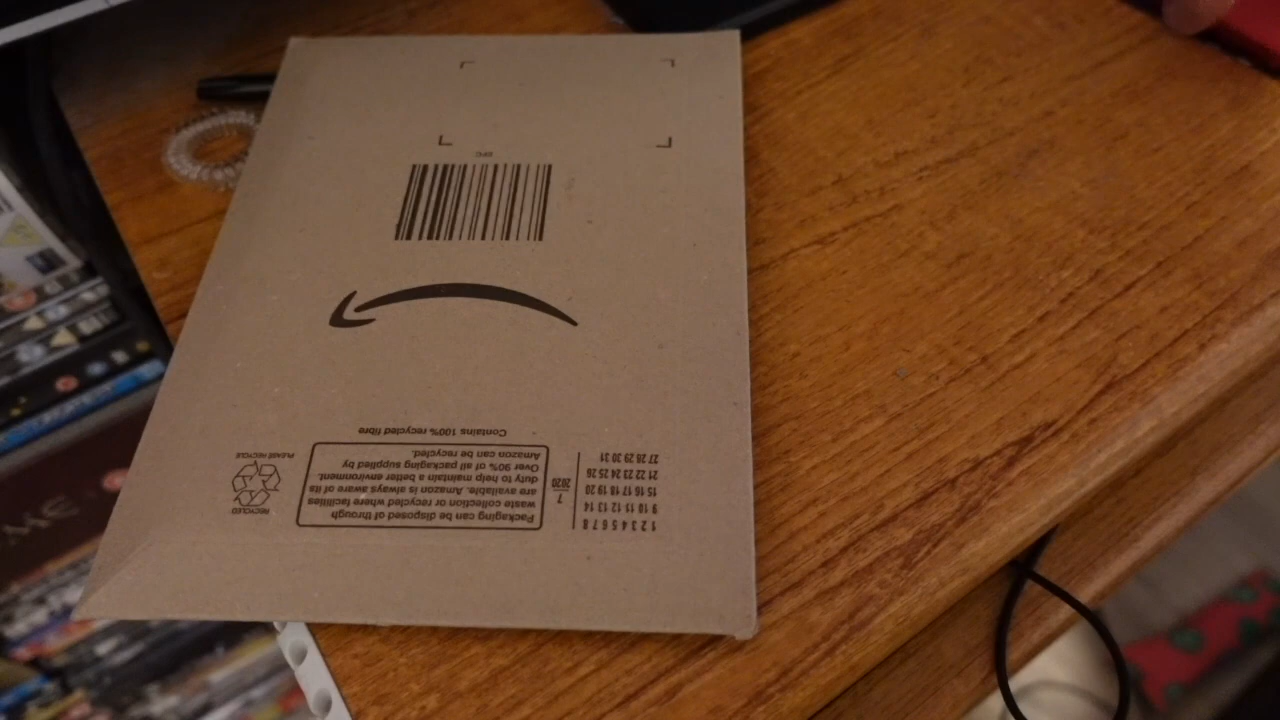 1 2 3 4 5 6 7 8
9 10 11 12 13 14
15 16 17 18 19 20
21 22 23 24 25 26
27 28 29 30 31
7
2020
Packaging can be disposed of through
waste collection or recycled where facilities
are available. Amazon is always aware of its
duty to help maintain a better environment.
Over 90% of all packaging supplied by
Amazon can be recycled.
RECYCLED
PLEASE RECYCLE
Contains 100% recycled fibre